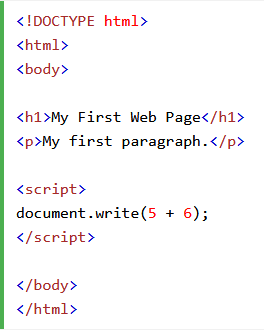 <!DOCTYPE html>
<html>
<body>
<h1>My First Web Page</h1>
<p>My first paragraph.</p>
<script>
document.write(5 + 6);
</script>
</body>
</html>